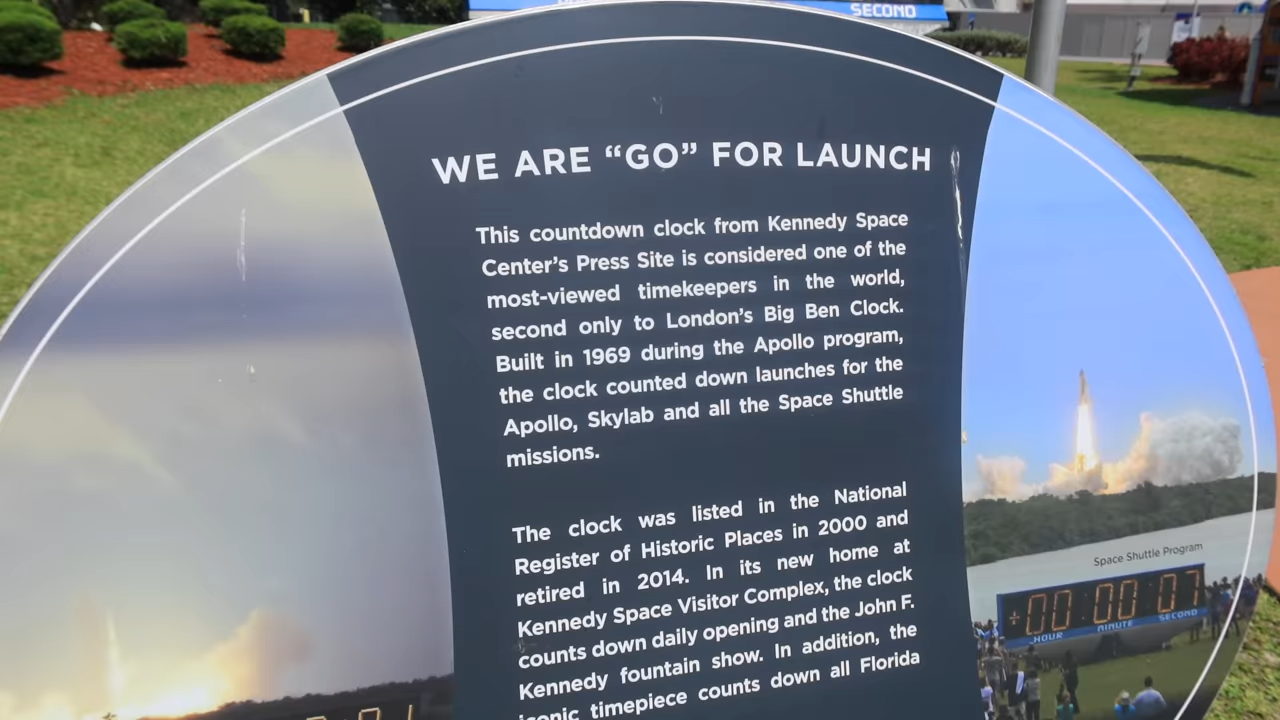 SECOND
WE ARE “GO” FOR LAUNCH
This countdown clock from Kennedy Space
Center’s Press Site is considered one of the
most-viewed timekeepers in the world,
second only to London’s Big Ben Clock.
Built in 1969 during the Apollo program,
the clock counted down launches for the
Apollo, Skylab and all the Space Shuttle
missions.
The clock was listed in the National
Register of Historic Places in 2000 and
retired in 2014. In its new home at
Kennedy Space Visitor Complex, the clock
counts down daily opening and the John F.
Kennedy fountain show. In addition, the
iconic timepiece counts down all Florida
Space Shuttle Program
+00:00:07
HOUR MINUTE SECOND